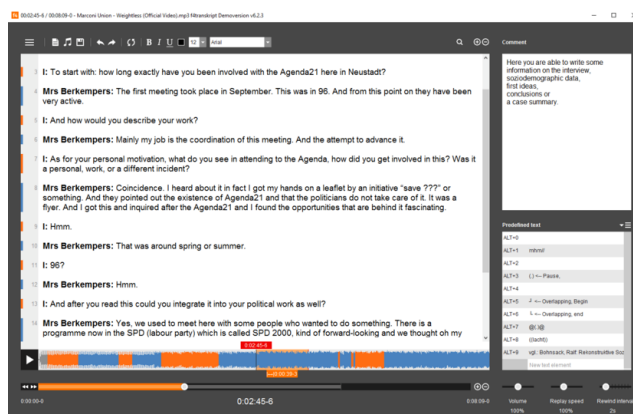 0:02:45-6 / 00:08:09-0 - Marconi Union - Weightless (Official Video).mp3 f4transkript Demoversion v6.2.3
B I U 12 Arial
Comment
Here you are able to write some
information on the interview,
soziodemographic data,
first ideas,
conclusions or
a case summary.
3 I: To start with: how long exactly have you been involved with the Agenda21 here in Neustadt?
4 Mrs Berkempers: The first meeting took place in September. This was in 96. And from this point on they have been
very active.
5 I: And how would you describe your work?
6 Mrs Berkempers: Mainly my job is the coordination of this meeting. And the attempt to advance it.
7 I: As for your personal motivation, what do you see in attending to the Agenda, how did you get involved in this? Was it
a personal, work, or a different incident?
8 Mrs Berkempers: Coincidence. I heard about it in fact I got my hands on a leaflet by an initiative “save ???” or
something. And they pointed out the existence of Agenda21 and that the politicians do not take care of it. It was a
flyer. And I got this and inquired after the Agenda21 and I found the opportunities that are behind it fascinating.
9 I: Hmm.
10 Mrs Berkempers: That was around spring or summer.
11 I: 96?
12 Mrs Berkempers: Hmm.
13 I: And after you read this could you integrate it into your political work as well?
14 Mrs Berkempers: Yes, we used to meet here with some people who wanted to do something. There is a
programme now in the SPD (labour party) which is called SPD 2000, kind of forward-looking and we thought oh my
Predefined text
ALT+0
ALT+1 mhm//
ALT+2
ALT+3 (.) <-- Pause,
ALT+4
ALT+5 ┘ <-- Overlapping, Begin
ALT+6 └ <-- Overlapping, end
ALT+7 @(.)@
ALT+8 ((lacht))
ALT+9 vgl.: Bohnsack, Ralf: Rekonstruktive Soz
New text element
0:02:45-6
0:00:09-0
0:02:45-6
0:08:09-0
Volume
100%
Replay speed
100%
Rewind interval
2s